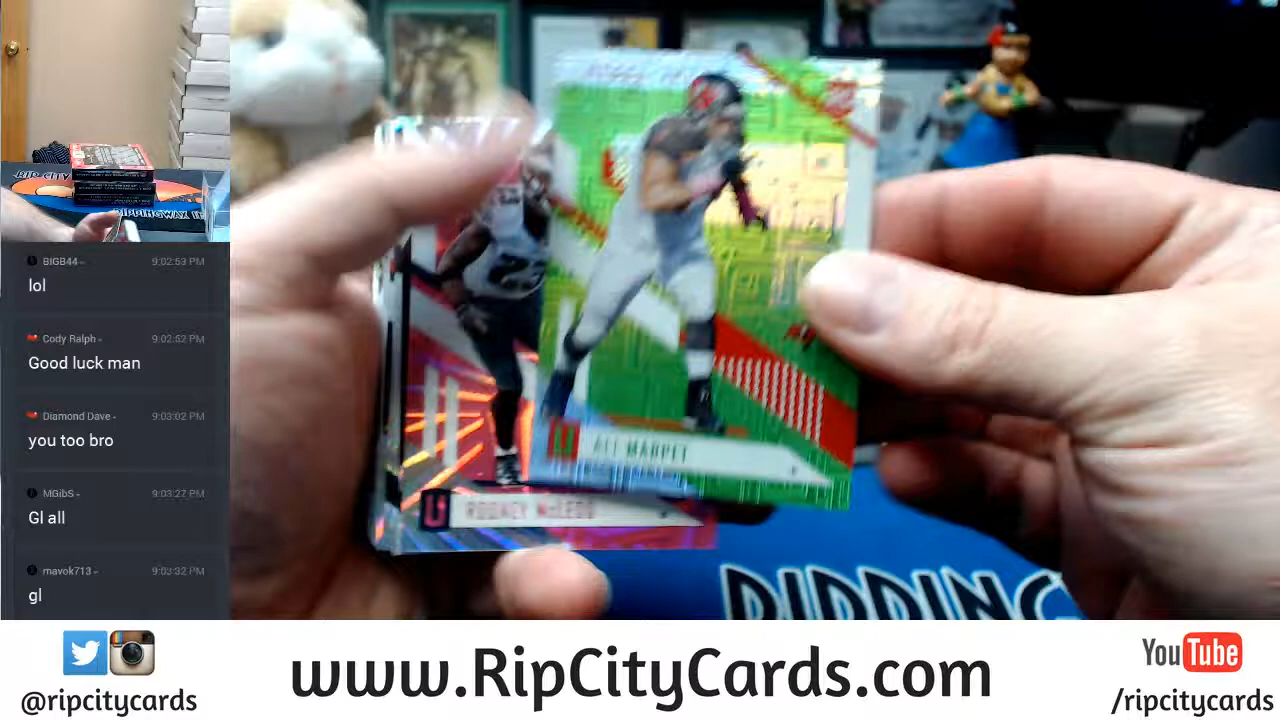 BIGB44
9:02:53 PM
lol
Cody Ralph
9:02:52 PM
Good luck man
Diamond Dave
9:03:02 PM
you too bro
MGibS
9:03:27 PM
Gl all
mavok713
9:03:32 PM
gl
ALI MARPET
RODNEY McLEOD
RIPPINGWAX
RIPPING
@ripcitycards
www.RipCityCards.com
YouTube
/ripcitycards